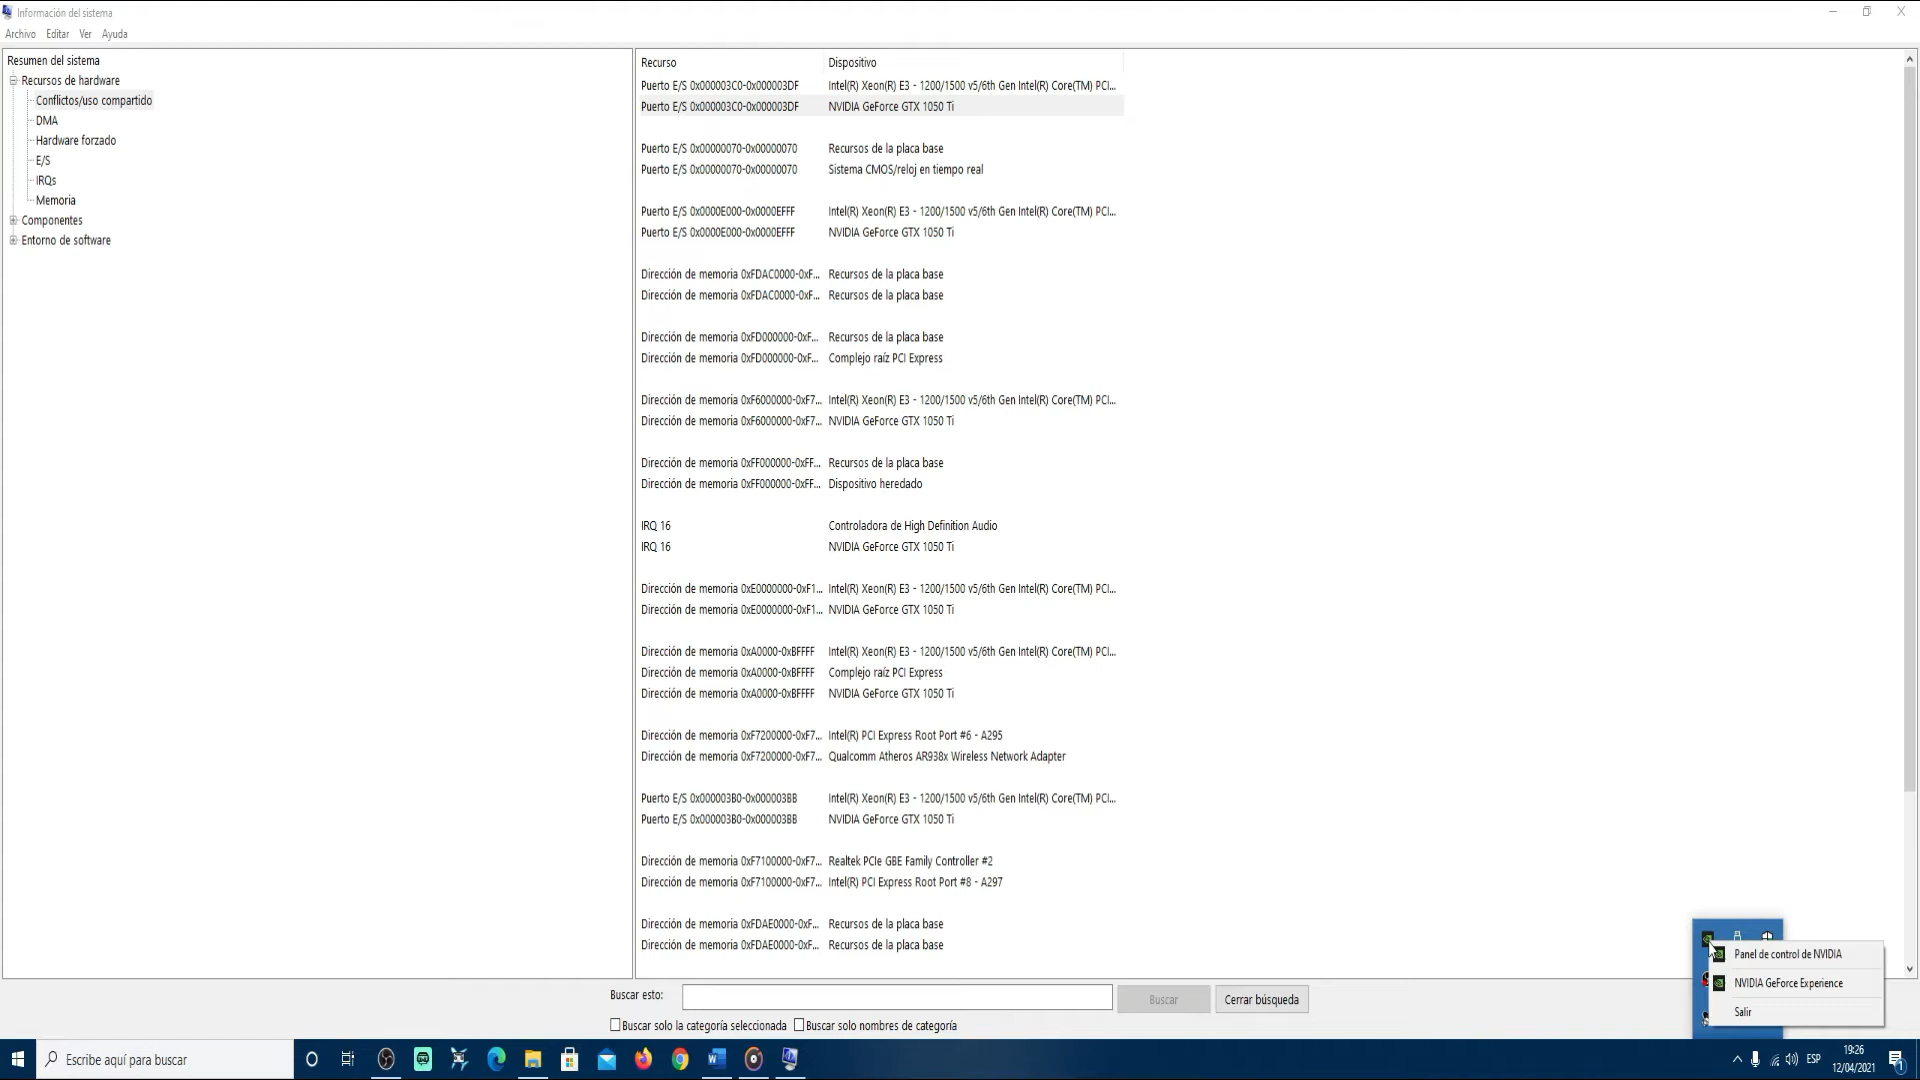 Información del sistema
Archivo Editar Ver Ayuda
Resumen del sistema
Recursos de hardware
Conflictos/uso compartido
DMA
Hardware forzado
E/S
IRQs
Memoria
Componentes
Entorno de software
Recurso Dispositivo
Puerto E/S 0x000003C0-0x000003DF Intel(R) Xeon(R) E3 - 1200/1500 v5/6th Gen Intel(R) Core(TM) PCI...
Puerto E/S 0x000003C0-0x000003DF NVIDIA GeForce GTX 1050 Ti
Puerto E/S 0x00000070-0x00000070 Recursos de la placa base
Puerto E/S 0x00000070-0x00000070 Sistema CMOS/reloj en tiempo real
Puerto E/S 0x0000E000-0x0000EFFF Intel(R) Xeon(R) E3 - 1200/1500 v5/6th Gen Intel(R) Core(TM) PCI...
Puerto E/S 0x0000E000-0x0000EFFF NVIDIA GeForce GTX 1050 Ti
Dirección de memoria 0xFDAC0000-0xF... Recursos de la placa base
Dirección de memoria 0xFDAC0000-0xF... Recursos de la placa base
Dirección de memoria 0xFD000000-0xF... Recursos de la placa base
Dirección de memoria 0xFD000000-0xF... Complejo raíz PCI Express
Dirección de memoria 0xF6000000-0xF7... Intel(R) Xeon(R) E3 - 1200/1500 v5/6th Gen Intel(R) Core(TM) PCI...
Dirección de memoria 0xF6000000-0xF7... NVIDIA GeForce GTX 1050 Ti
Dirección de memoria 0xFF000000-0xFF... Recursos de la placa base
Dirección de memoria 0xFF000000-0xFF... Dispositivo heredado
IRQ 16 Controladora de High Definition Audio
IRQ 16 NVIDIA GeForce GTX 1050 Ti
Dirección de memoria 0xE0000000-0xF1... Intel(R) Xeon(R) E3 - 1200/1500 v5/6th Gen Intel(R) Core(TM) PCI...
Dirección de memoria 0xE0000000-0xF1... NVIDIA GeForce GTX 1050 Ti
Dirección de memoria 0xA0000-0xBFFFF Intel(R) Xeon(R) E3 - 1200/1500 v5/6th Gen Intel(R) Core(TM) PCI...
Dirección de memoria 0xA0000-0xBFFFF Complejo raíz PCI Express
Dirección de memoria 0xA0000-0xBFFFF NVIDIA GeForce GTX 1050 Ti
Dirección de memoria 0xF7200000-0xF7... Intel(R) PCI Express Root Port #6 - A295
Dirección de memoria 0xF7200000-0xF7... Qualcomm Atheros AR938x Wireless Network Adapter
Puerto E/S 0x000003B0-0x000003BB Intel(R) Xeon(R) E3 - 1200/1500 v5/6th Gen Intel(R) Core(TM) PCI...
Puerto E/S 0x000003B0-0x000003BB NVIDIA GeForce GTX 1050 Ti
Dirección de memoria 0xF7100000-0xF7... Realtek PCIe GBE Family Controller #2
Dirección de memoria 0xF7100000-0xF7... Intel(R) PCI Express Root Port #8 - A297
Dirección de memoria 0xFDAE0000-0xF... Recursos de la placa base
Dirección de memoria 0xFDAE0000-0xF... Recursos de la placa base
Panel de control de NVIDIA
NVIDIA GeForce Experience
Salir
Buscar esto: Buscar Cerrar búsqueda
Buscar solo la categoría seleccionada Buscar solo nombres de categoría
Escribe aquí para buscar
ESP
19:26
12/04/2021
1